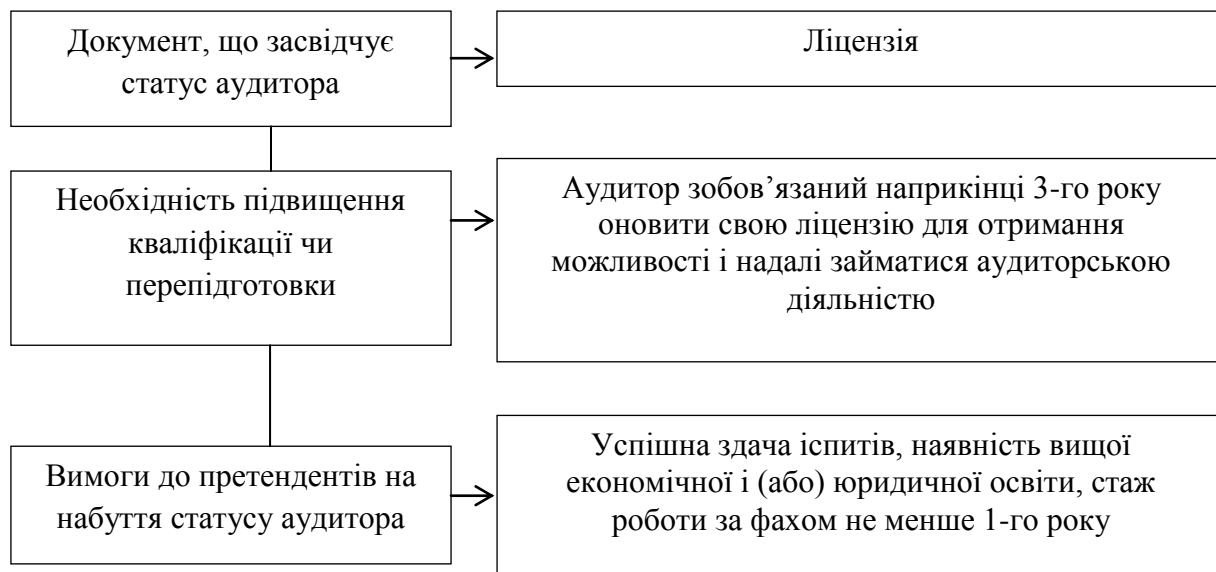 Документ, що засвідчує
статус аудитора
Ліцензія
Необхідність підвищення
кваліфікації чи
перепідготовки
Аудитор зобов’язаний наприкінці 3-го року
оновити свою ліцензію для отримання
можливості і надалі займатися аудиторською
діяльністю
Вимоги до претендентів на
набуття статусу аудитора
Успішна здача іспитів, наявність вищої
економічної і (або) юридичної освіти, стаж
роботи за фахом не менше 1-го року